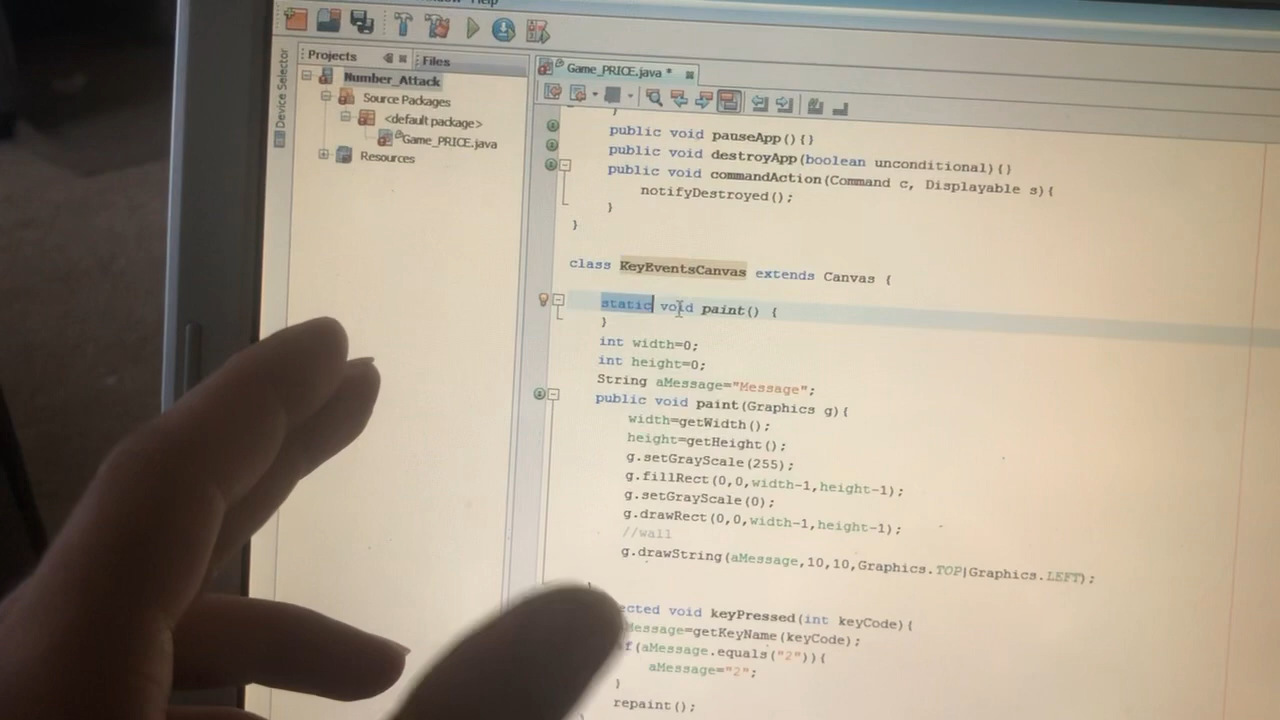 Help
Device Selector
Projects
Files
Number_Attack
Source Packages
<default package>
Game_PRICE.java
Resources
Game_PRICE.java *
}
public void pauseApp(){}
public void destroyApp(boolean unconditional){}
public void commandAction(Command c, Displayable s){
notifyDestroyed();
}
}
class KeyEventsCanvas extends Canvas {
static void paint() {
}
int width=0;
int height=0;
String aMessage="Message";
public void paint(Graphics g){
width=getWidth();
height=getHeight();
g.setGrayScale(255);
g.fillRect(0,0,width-1,height-1);
g.setGrayScale(0);
g.drawRect(0,0,width-1,height-1);
//wall
g.drawString(aMessage,10,10,Graphics.TOP|Graphics.LEFT);
}
ected void keyPressed(int keyCode){
Message=getKeyName(keyCode);
f(aMessage.equals("2")){
aMessage="2";
}
repaint();
}